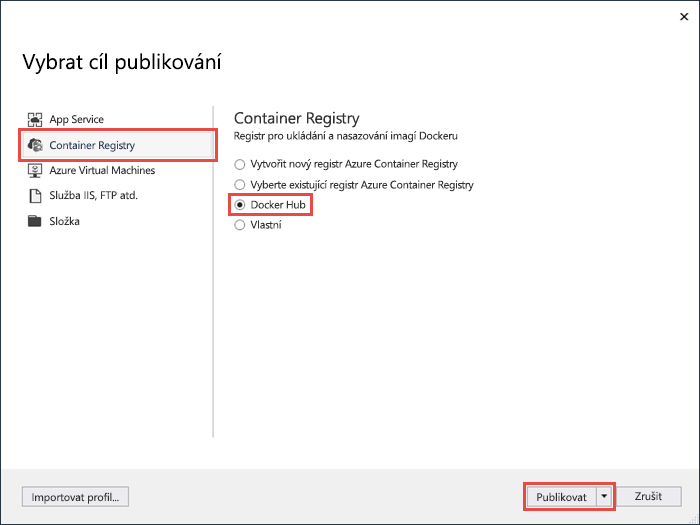 Vybrat cíl publikování
App Service
Container Registry
Azure Virtual Machines
Služba IIS, FTP atd.
Složka
Container Registry
Registr pro ukládání a nasazování imagí Dockeru
Vytvořit nový registr Azure Container Registry
Vyberte existující registr Azure Container Registry
Docker Hub
Vlastní
Importovat profil...
Publikovat
Zrušit